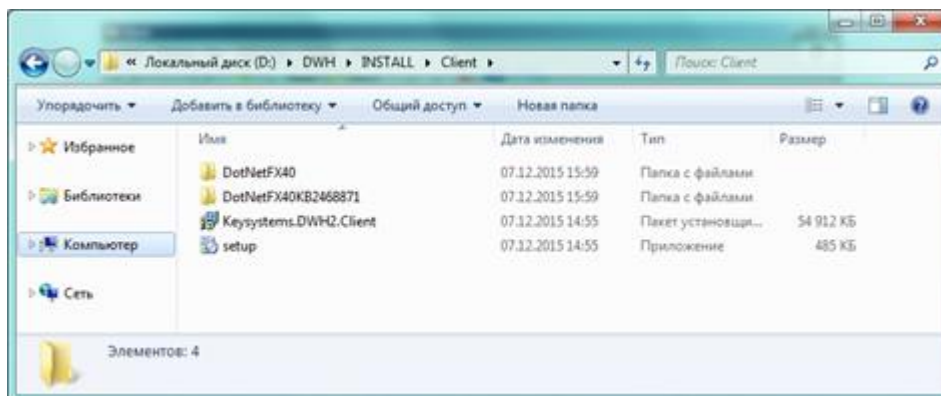 « Локальный диск (D:) ▸ DWH ▸ INSTALL ▸ Client ▸ Поиск: Client
Упорядочить ▾ Добавить в библиотеку ▾ Общий доступ ▾ Новая папка
Имя Дата изменения Тип Размер
Избранное
DotNetFX40 07.12.2015 15:59 Папка с файлами
Библиотеки
DotNetFX40KB2468871 07.12.2015 15:59 Папка с файлами
Keysystems.DWH2.Client 07.12.2015 14:55 Пакет установщи... 54 912 КБ
Компьютер
setup 07.12.2015 14:55 Приложение 485 КБ
Сеть
Элементов: 4